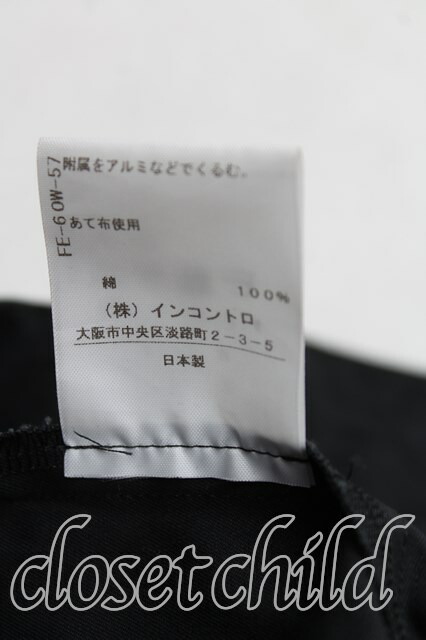 附属をアルミなどでくるむ。
FE-60W-57
あて布使用
綿 100%
(株)インコントロ
大阪市中央区淡路町2-3-5
日本製
closet child